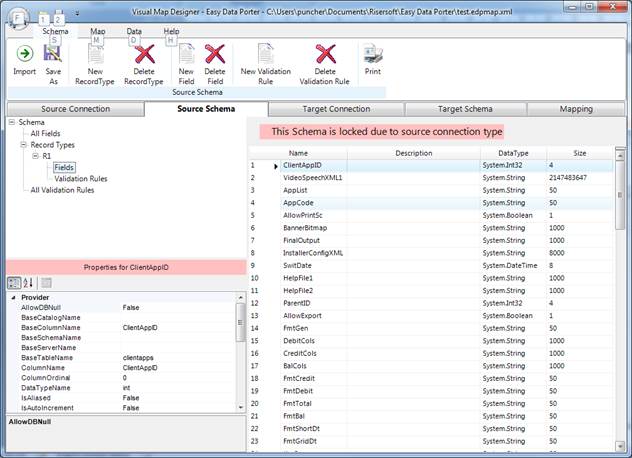 Visual Map Designer - Easy Data Porter - C:\Users\puncher\Documents\Risersoft\Easy Data Porter\test.edpmap.xml
F 1 2
Schema Map Data Help
S M D H
Import Save As New RecordType Delete RecordType New Field Delete Field New Validation Rule Delete Validation Rule Print
Source Schema
Source Connection Source Schema Target Connection Target Schema Mapping
Schema
All Fields
Record Types
R1
Fields
Validation Rules
All Validation Rules
Properties for ClientAppID
Provider
AllowDBNull False
BaseCatalogName
BaseColumnName ClientAppID
BaseSchemaName
BaseServerName
BaseTableName clientapps
ColumnName ClientAppID
ColumnOrdinal 0
DataTypeName int
IsAliased False
IsAutoIncrement False
AllowDBNull
This Schema is locked due to source connection type
Name Description DataType Size
1 ClientAppID System.Int32 4
2 VideoSpeechXML1 System.String 2147483647
3 AppList System.String 50
4 AppCode System.String 50
5 AllowPrintSc System.Boolean 1
6 BannerBitmap System.String 1000
7 FinalOutput System.String 1000
8 InstallerConfigXML System.String 8000
9 SwitDate System.DateTime 8
10 HelpFile1 System.String 1000
11 HelpFile2 System.String 1000
12 ParentID System.Int32 4
13 AllowExport System.Boolean 1
14 FmtGen System.String 50
15 DebitCols System.String 1000
16 CreditCols System.String 1000
17 BalCols System.String 1000
18 FmtCredit System.String 50
19 FmtDebit System.String 50
20 FmtTotal System.String 50
21 FmtBal System.String 50
22 FmtShortDt System.String 50
23 FmtGridDt System.String 50